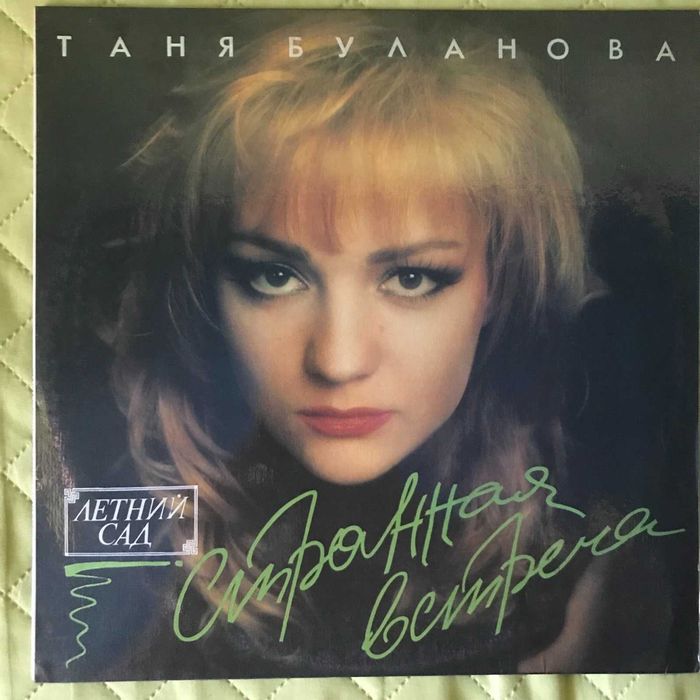 ТАНЯ БУЛАНОВА
ЛЕТНИЙ
САД
Странная
встреча